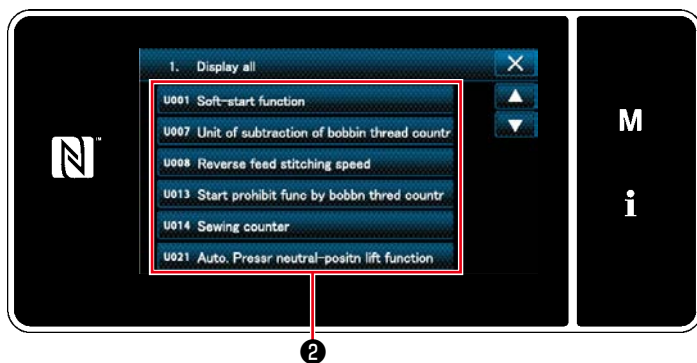 1. Display all
U001 Soft-start function
U007 Unit of subtraction of bobbin thread countr
U008 Reverse feed stitching speed
U013 Start prohibit func by bobbn thred countr
U014 Sewing counter
U021 Auto. Pressr neutral-positn lift function
M
i
❷